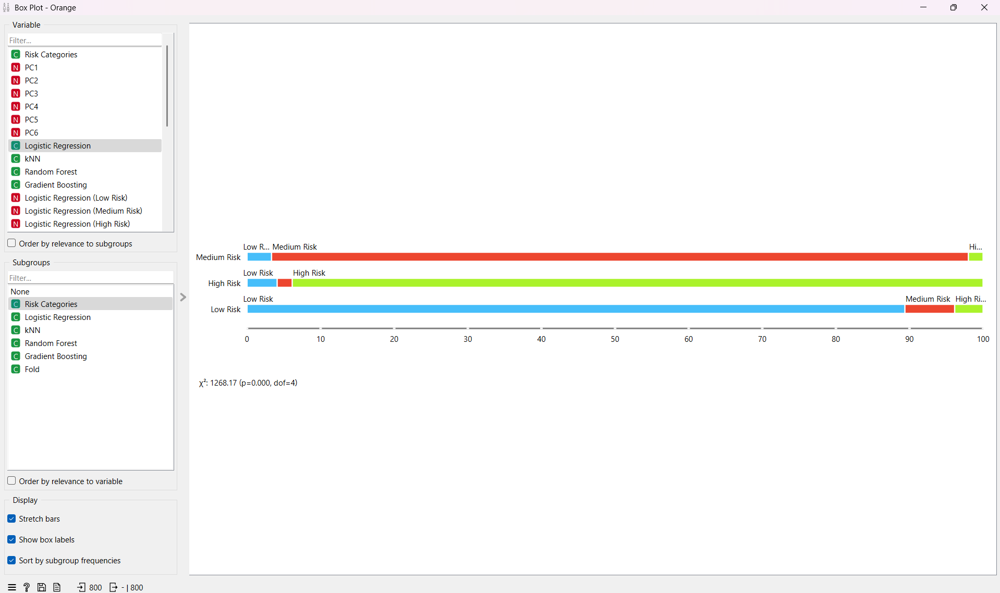 Box Plot - Orange
Variable
Filter...
C Risk Categories
N PC1
N PC2
N PC3
N PC4
N PC5
N PC6
C Logistic Regression
C kNN
C Random Forest
C Gradient Boosting
N Logistic Regression (Low Risk)
N Logistic Regression (Medium Risk)
N Logistic Regression (High Risk)
Order by relevance to subgroups
Subgroups
Filter...
None
C Risk Categories
C Logistic Regression
C kNN
C Random Forest
C Gradient Boosting
C Fold
Order by relevance to variable
Display
Stretch bars
Show box labels
Sort by subgroup frequencies
800 - | 800
Low R... Medium Risk Hi...
Medium Risk
Low Risk High Risk
High Risk
Low Risk Medium Risk High Ri...
Low Risk
0 10 20 30 40 50 60 70 80 90 100
χ²: 1268.17 (p=0.000, dof=4)